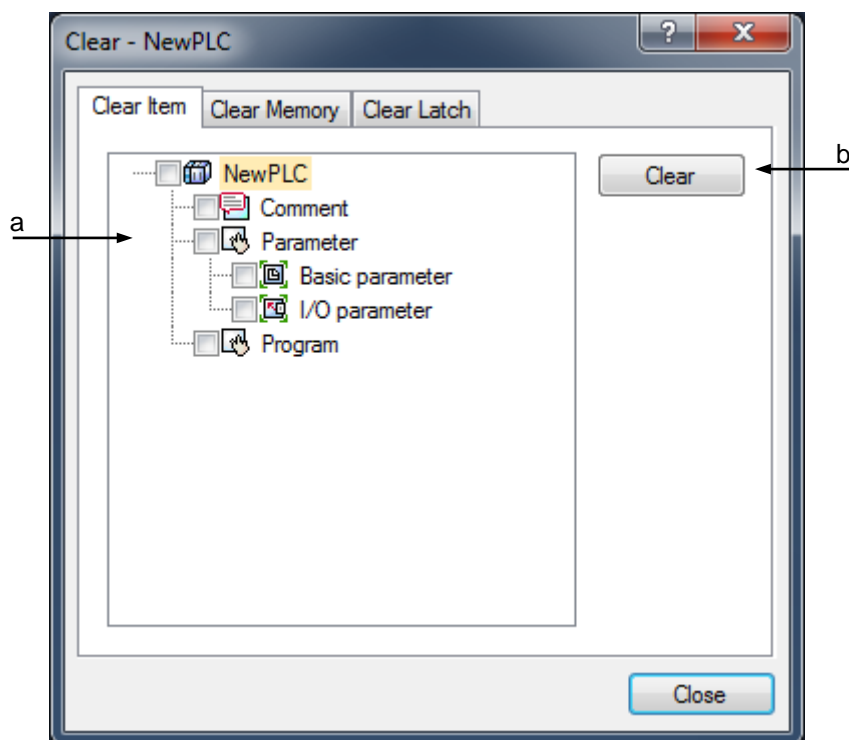 Clear - NewPLC
?
X
Clear Item
Clear Memory
Clear Latch
NewPLC
Clear
b
Comment
a
Parameter
Basic parameter
I/O parameter
Program
Close